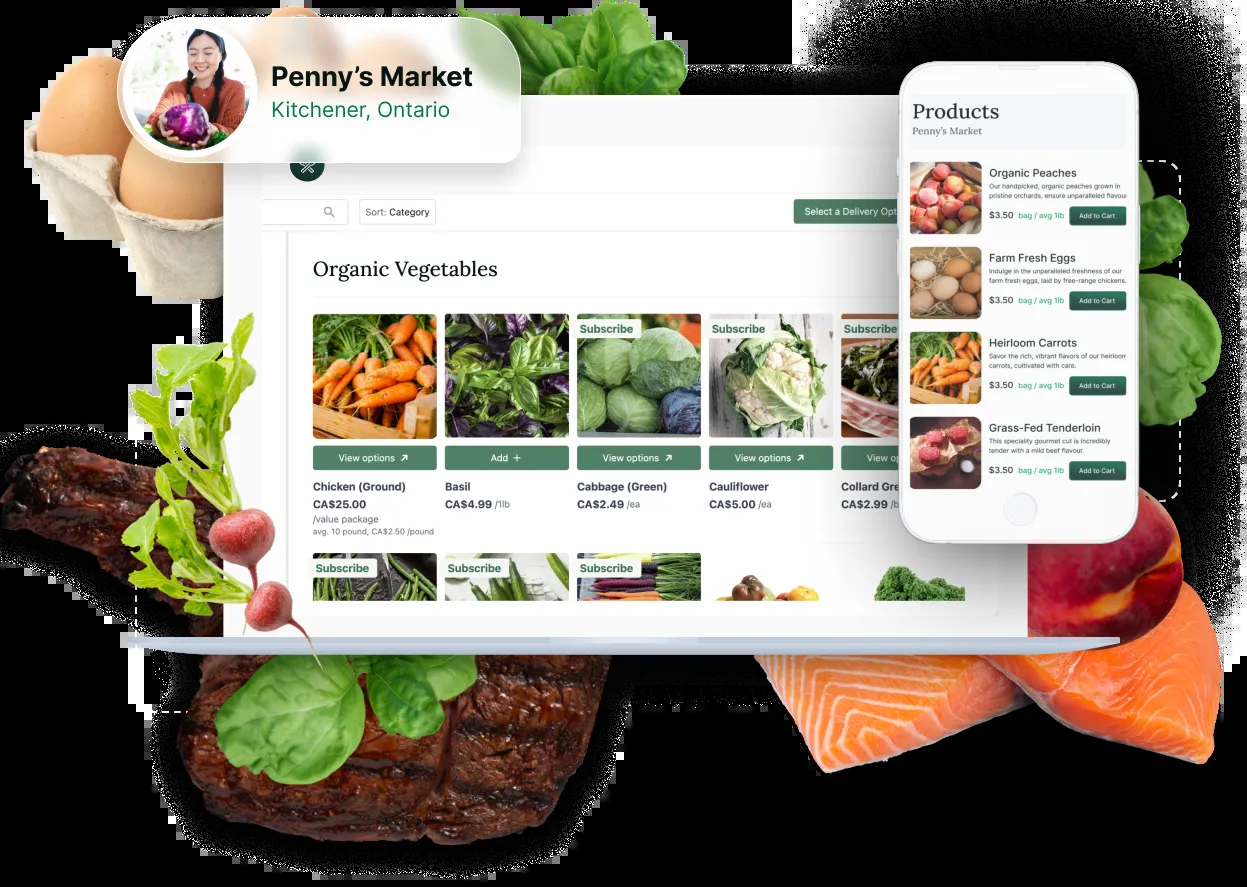 Penny's Market
Kitchener, Ontario
Sort: Category
Select a Delivery Opt
Organic Vegetables
Subscribe
Subscribe
Subscribe
View options
Add +
View options
View options
View op
Chicken (Ground)
CA$25.00
/value package
avg. 10 pound, CA$2.50 /pound
Basil
CA$4.99 /1lb
Cabbage (Green)
CA$2.49 /ea
Cauliflower
CA$5.00 /ea
Collard Gre
CA$2.99 /b
Subscribe
Subscribe
Subscribe
Products
Penny's Market
Organic Peaches
Our handpicked, organic peaches grown in
pristine orchards, ensure unparalleled flavou
$3.50 bag / avg 1lb Add to Cart
Farm Fresh Eggs
Indulge in the unparalleled freshness of our
farm fresh eggs, laid by free-range chickens.
$3.50 bag / avg 1lb Add to Cart
Heirloom Carrots
Savor the rich, vibrant flavors of our heirloom
carrots, cultivated with care.
$3.50 bag / avg 1lb Add to Cart
Grass-Fed Tenderloin
This speciality gourmet cut is incredibly
tender with a mild beef flavour.
$3.50 bag / avg 1lb Add to Cart